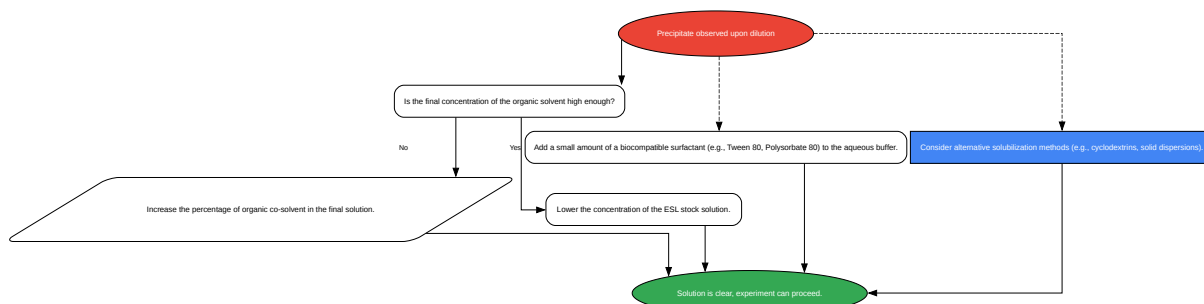 Precipitate observed upon dilution
Is the final concentration of the organic solvent high enough?
No
Yes
Add a small amount of a biocompatible surfactant (e.g., Tween 80, Polysorbate 80) to the aqueous buffer.
Consider alternative solubilization methods (e.g., cyclodextrins, solid dispersions).
Increase the percentage of organic co-solvent in the final solution.
Lower the concentration of the ESL stock solution.
Solution is clear, experiment can proceed.